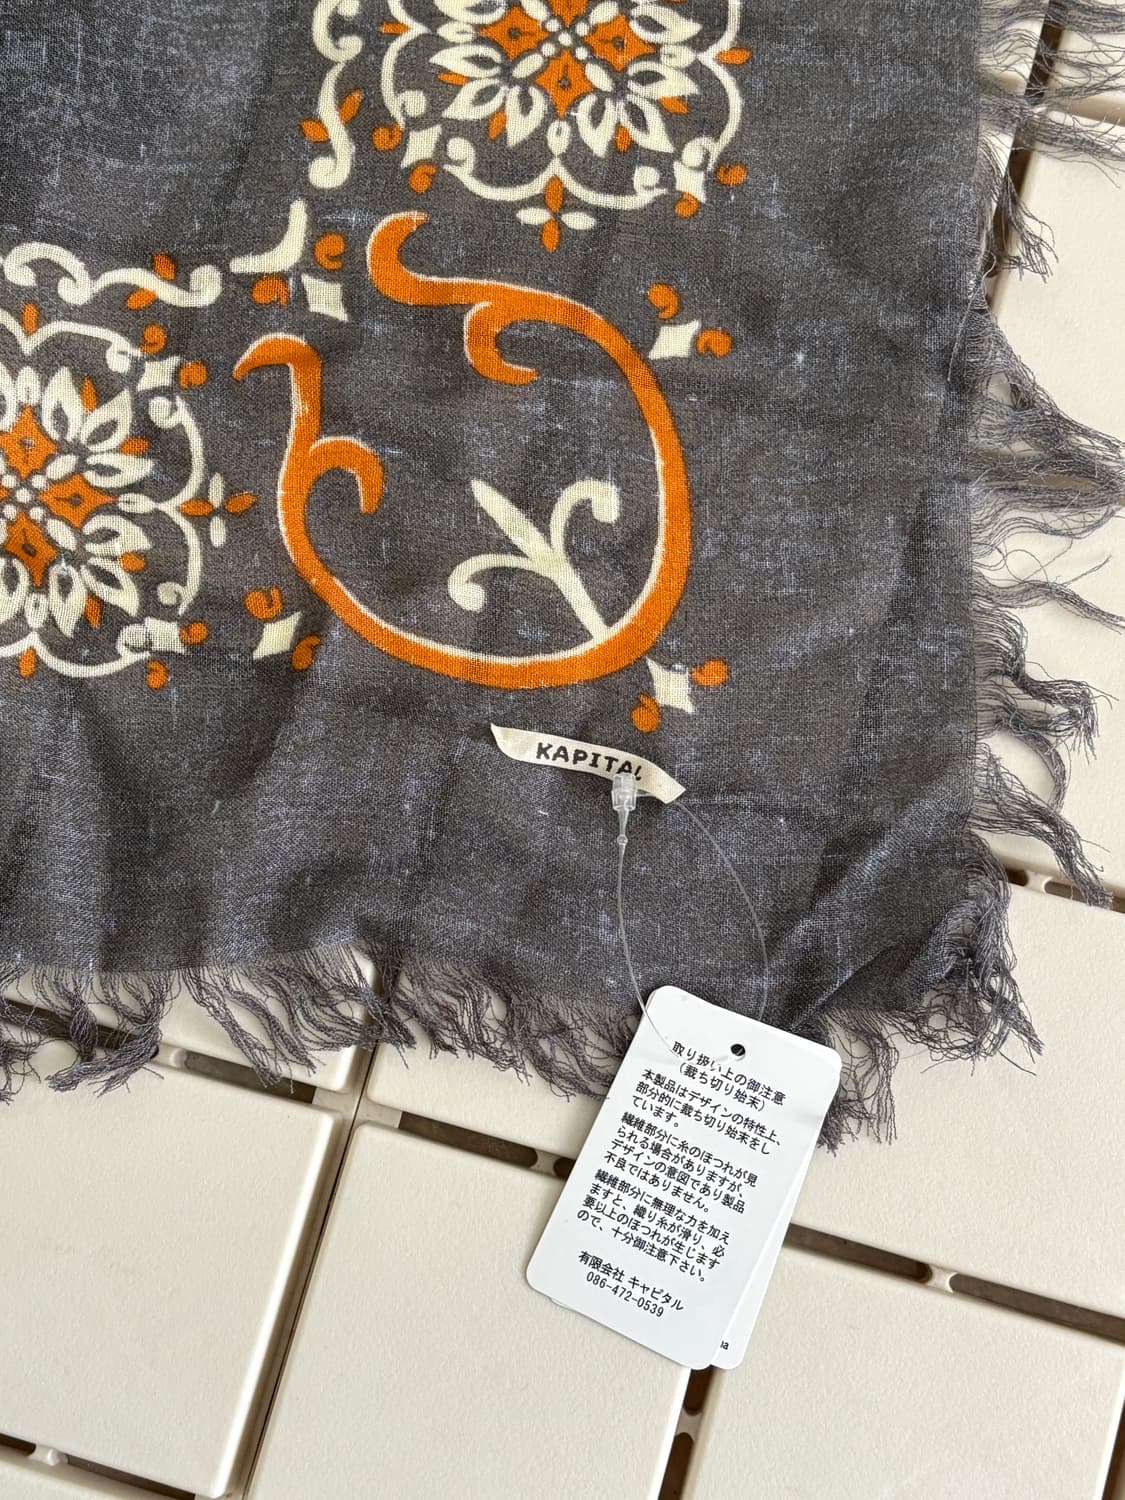 KAPITAL
取り扱い上の御注意
(裁ち切り始末)
本製品はデザインの特性上、
部分的に裁ち切り始末をし
ています。
繊維部分に糸のほつれが見
られる場合がありますが、
デザインの意図であり製品
不良ではありません。
繊維部分に無理な力を加え
ますと、織り糸が滑り、必
要以上のほつれが生じます
ので、十分御注意下さい。
有限会社 キャピタル
086-472-0539